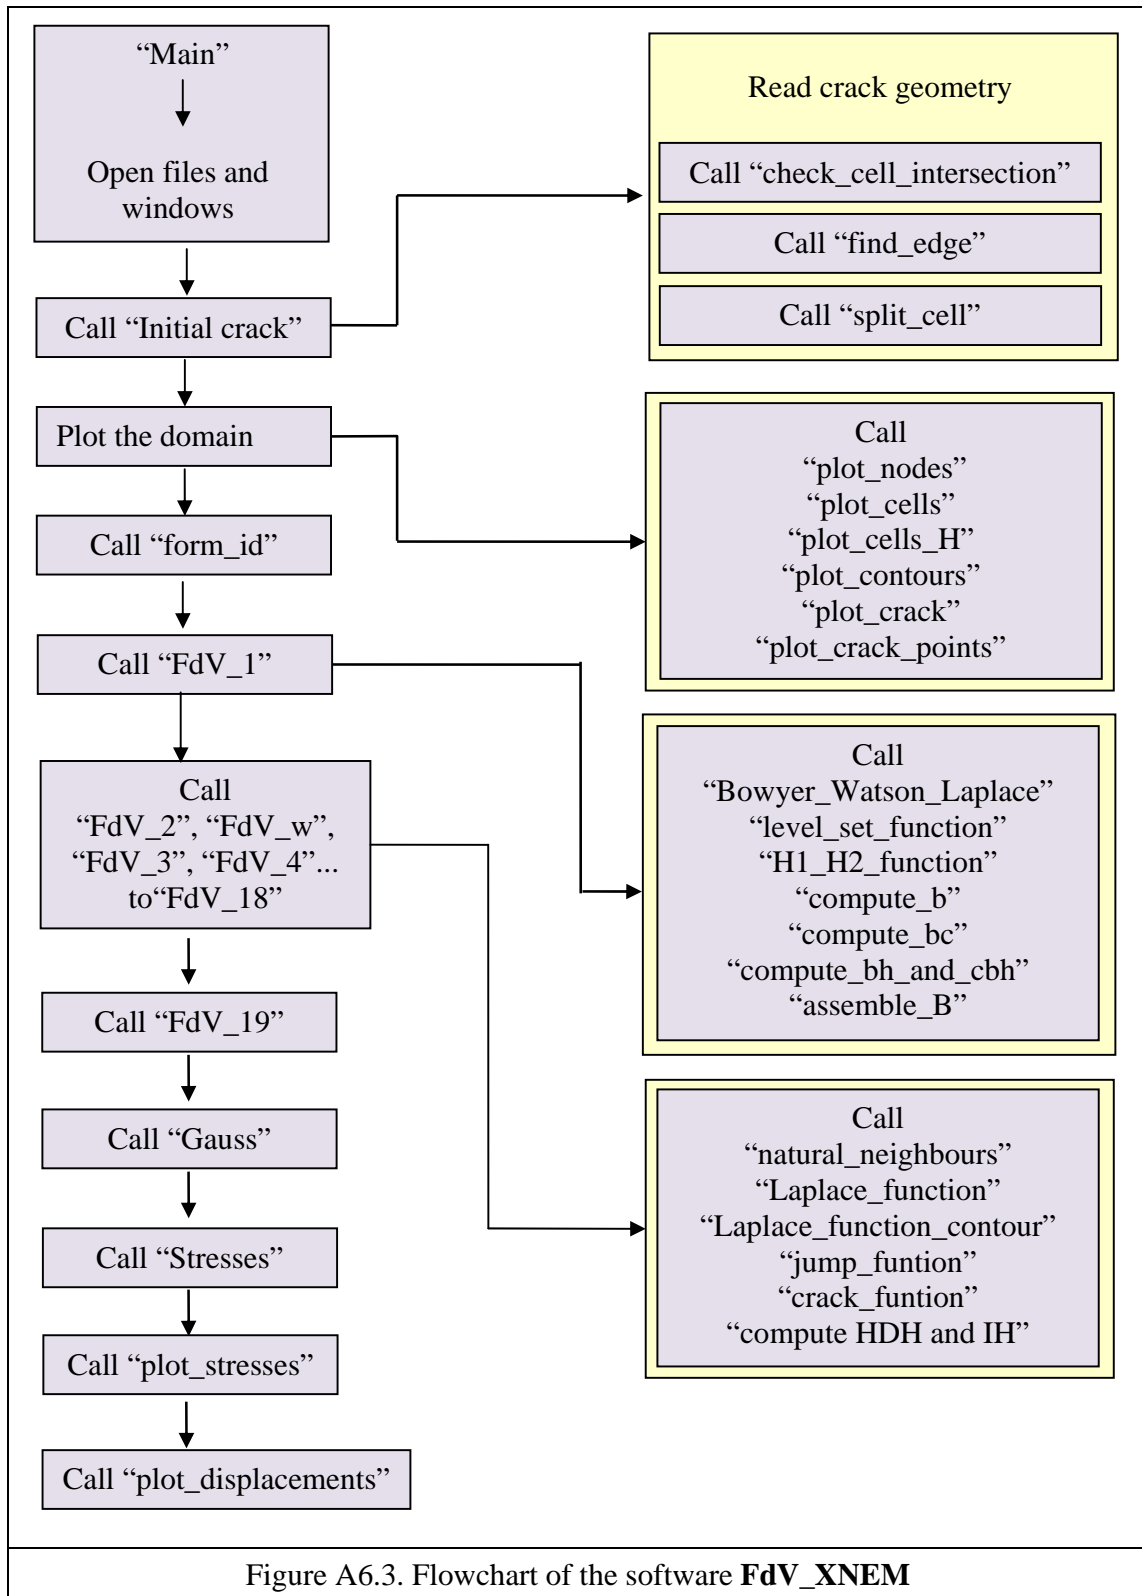 “Main”
Open files and
windows
Call “Initial crack”
Plot the domain
Call “form_id”
Call “FdV_1”
Call
“FdV_2”, “FdV_w”,
“FdV_3”, “FdV_4”...
to“FdV_18”
Call “FdV_19”
Call “Gauss”
Call “Stresses”
Call “plot_stresses”
Call “plot_displacements”
Read crack geometry
Call “check_cell_intersection”
Call “find_edge”
Call “split_cell”
Call
“plot_nodes”
“plot_cells”
“plot_cells_H”
“plot_contours”
“plot_crack”
“plot_crack_points”
Call
“Bowyer_Watson_Laplace”
“level_set_function”
“H1_H2_function”
“compute_b”
“compute_bc”
“compute_bh_and_cbh”
“assemble_B”
Call
“natural_neighbours”
“Laplace_function”
“Laplace_function_contour”
“jump_funtion”
“crack_funtion”
“compute HDH and IH”
Figure A6.3. Flowchart of the software FdV_XNEM